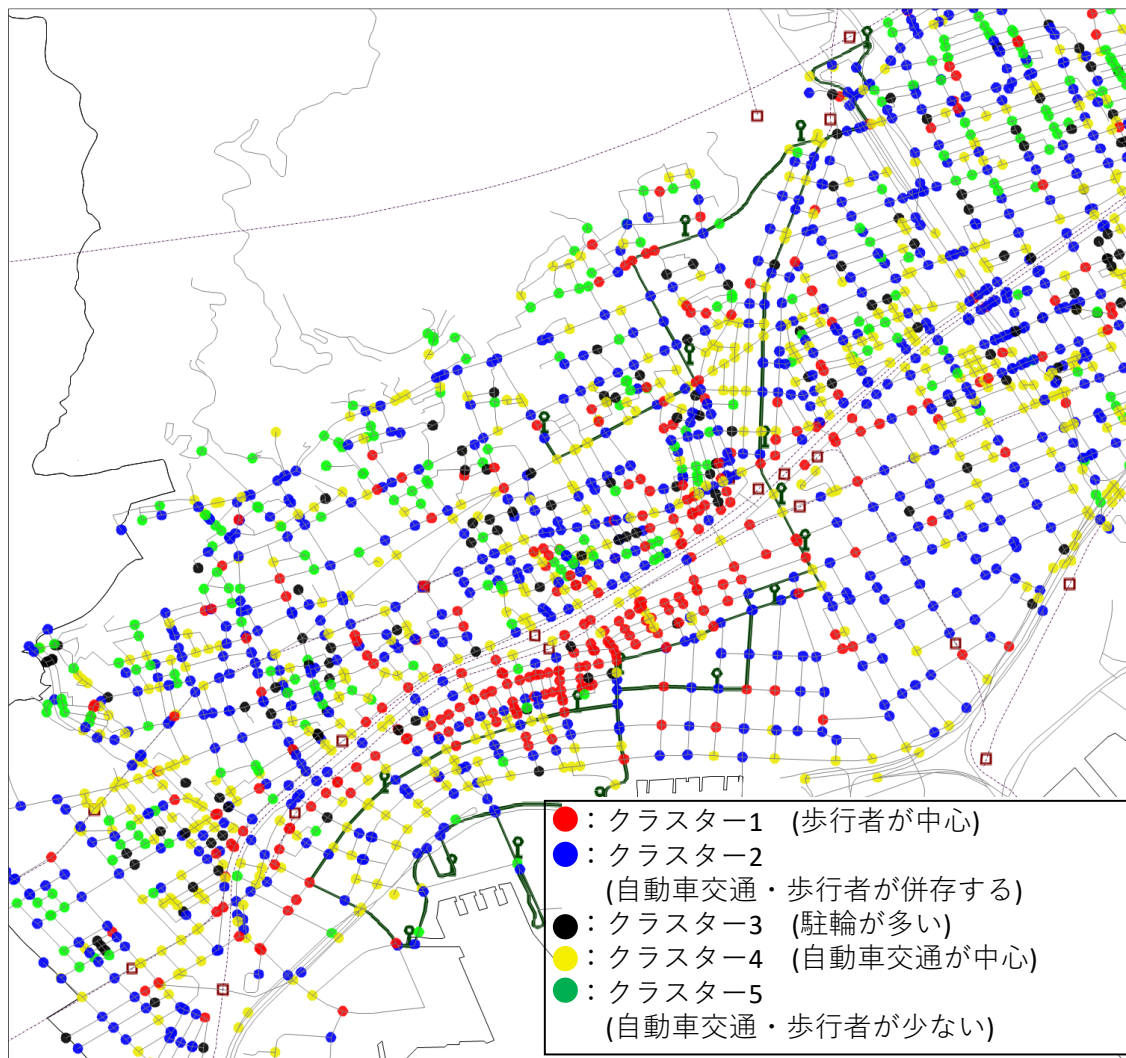 ：クラスター1 (歩行者が中心)
：クラスター2
(自動車交通・歩行者が併存する)
：クラスター3 (駐輪が多い)
：クラスター4 (自動車交通が中心)
：クラスター5
(自動車交通・歩行者が少ない)